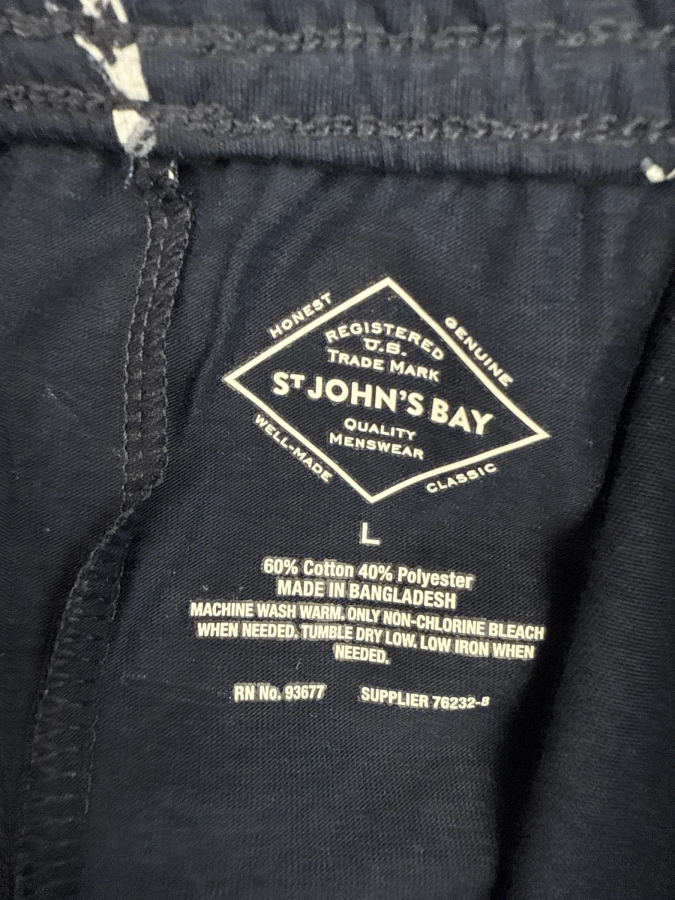 HONEST
GENUINE
REGISTERED
U.S.
TRADE MARK
ST JOHN'S BAY
QUALITY
MENSWEAR
WELL-MADE
CLASSIC
L
60% Cotton 40% Polyester
MADE IN BANGLADESH
MACHINE WASH WARM. ONLY NON-CHLORINE BLEACH
WHEN NEEDED. TUMBLE DRY LOW. LOW IRON WHEN
NEEDED.
RN No. 93677 SUPPLIER 76232-8